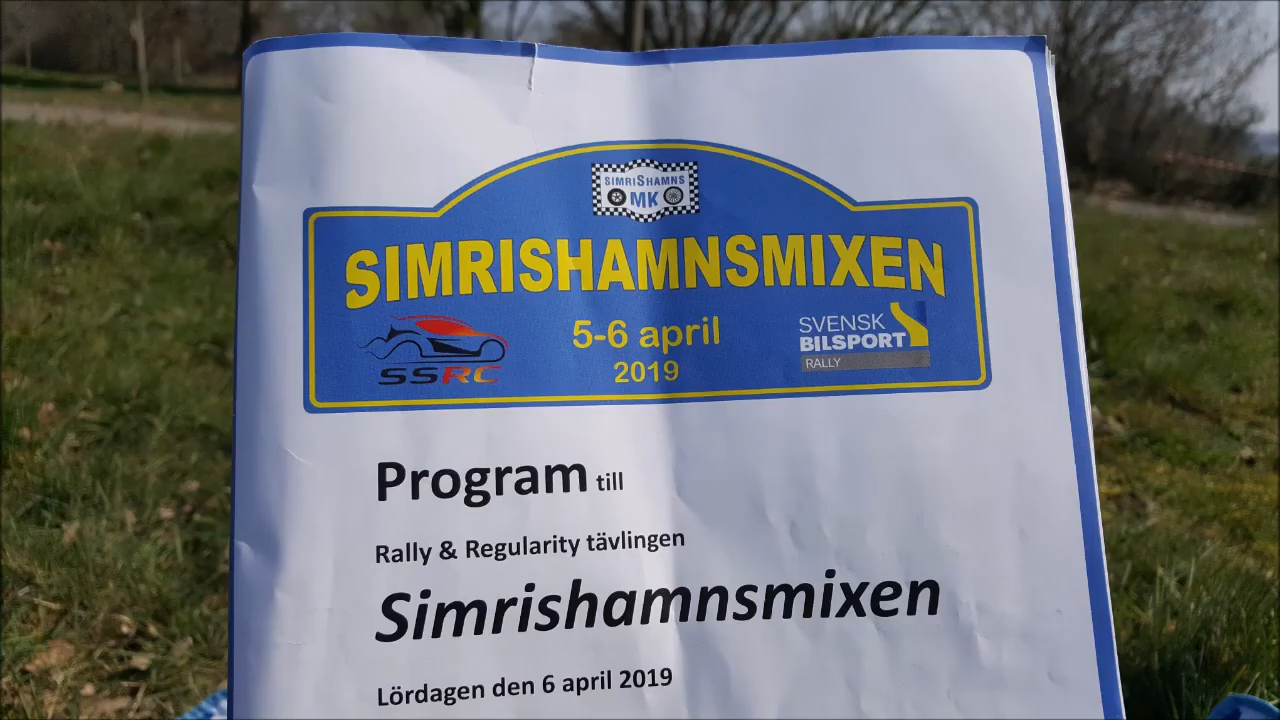 SIMRISHAMNS
MK
SIMRISHAMNSMIXEN
5-6 april
2019
SSRC
SVENSK
BILSPORT
RALLY
Program till
Rally & Regularity tävlingen
Simrishamnsmixen
Lördagen den 6 april 2019